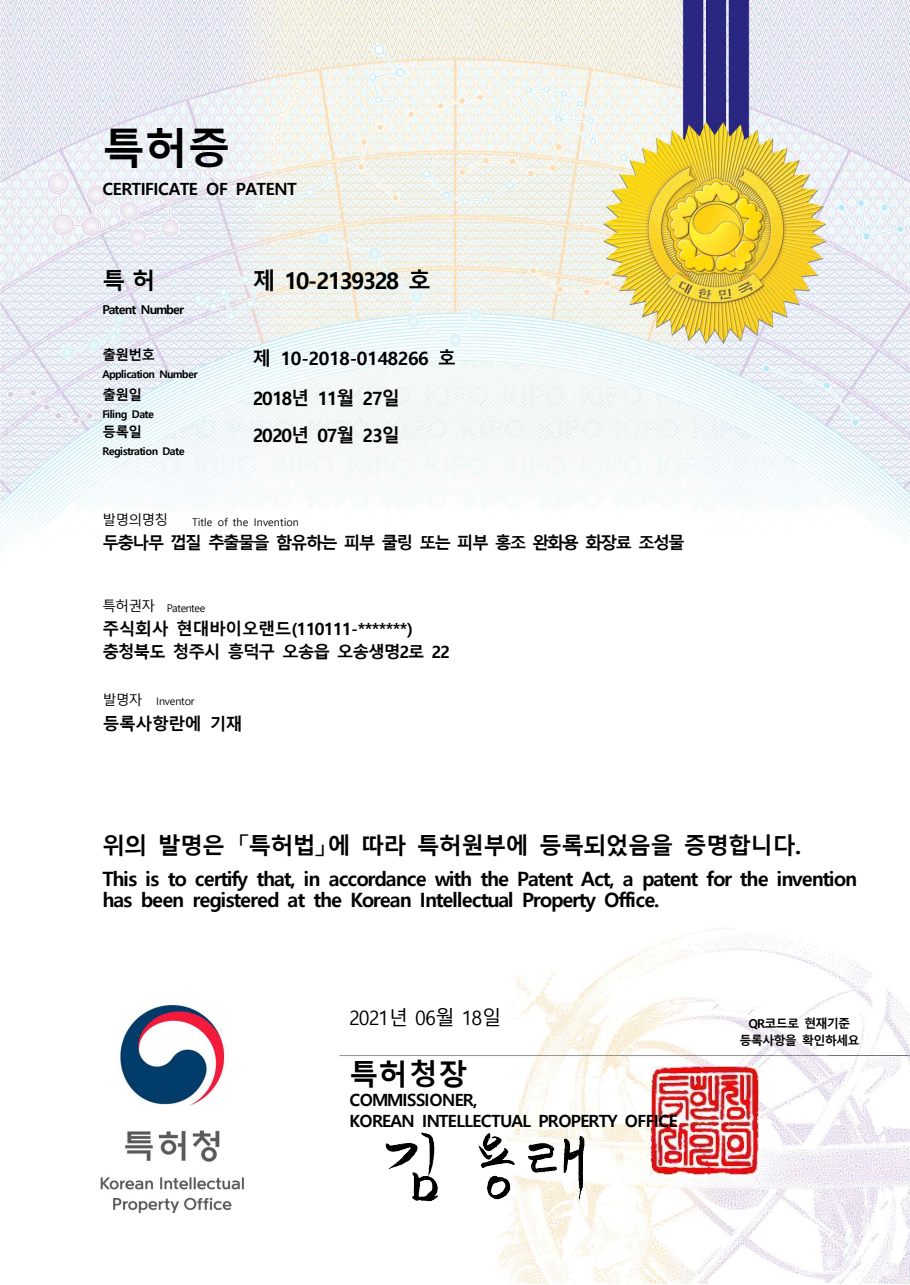 특허증
CERTIFICATE OF PATENT
대한민국
특 허 제 10-2139328 호
Patent Number
출원번호 제 10-2018-0148266 호
Application Number
출원일 2018년 11월 27일
Filing Date
등록일 2020년 07월 23일
Registration Date
발명의명칭 Title of the Invention
두충나무 껍질 추출물을 함유하는 피부 쿨링 또는 피부 홍조 완화용 화장료 조성물
특허권자 Patentee
주식회사 현대바이오랜드(110111-*******)
충청북도 청주시 흥덕구 오송읍 오송생명2로 22
발명자 Inventor
등록사항란에 기재
위의 발명은 「특허법」에 따라 특허원부에 등록되었음을 증명합니다.
This is to certify that, in accordance with the Patent Act, a patent for the invention
has been registered at the Korean Intellectual Property Office.
2021년 06월 18일
QR코드로 현재기준
등록사항을 확인하세요
특허청장
COMMISSIONER,
KOREAN INTELLECTUAL PROPERTY OFFICE
김용래
특허청
Korean Intellectual
Property Office